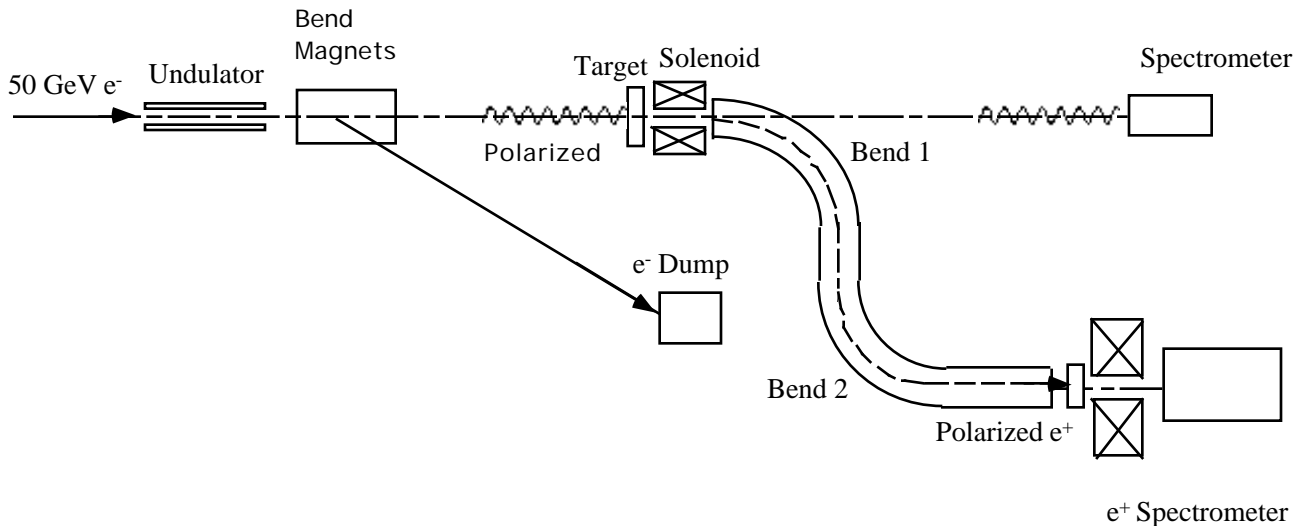 Bend
Magnets
50 GeV e-
Undulator
Target
Solenoid
Spectrometer
Polarized
Bend 1
e- Dump
Bend 2
Polarized e+
e+ Spectrometer